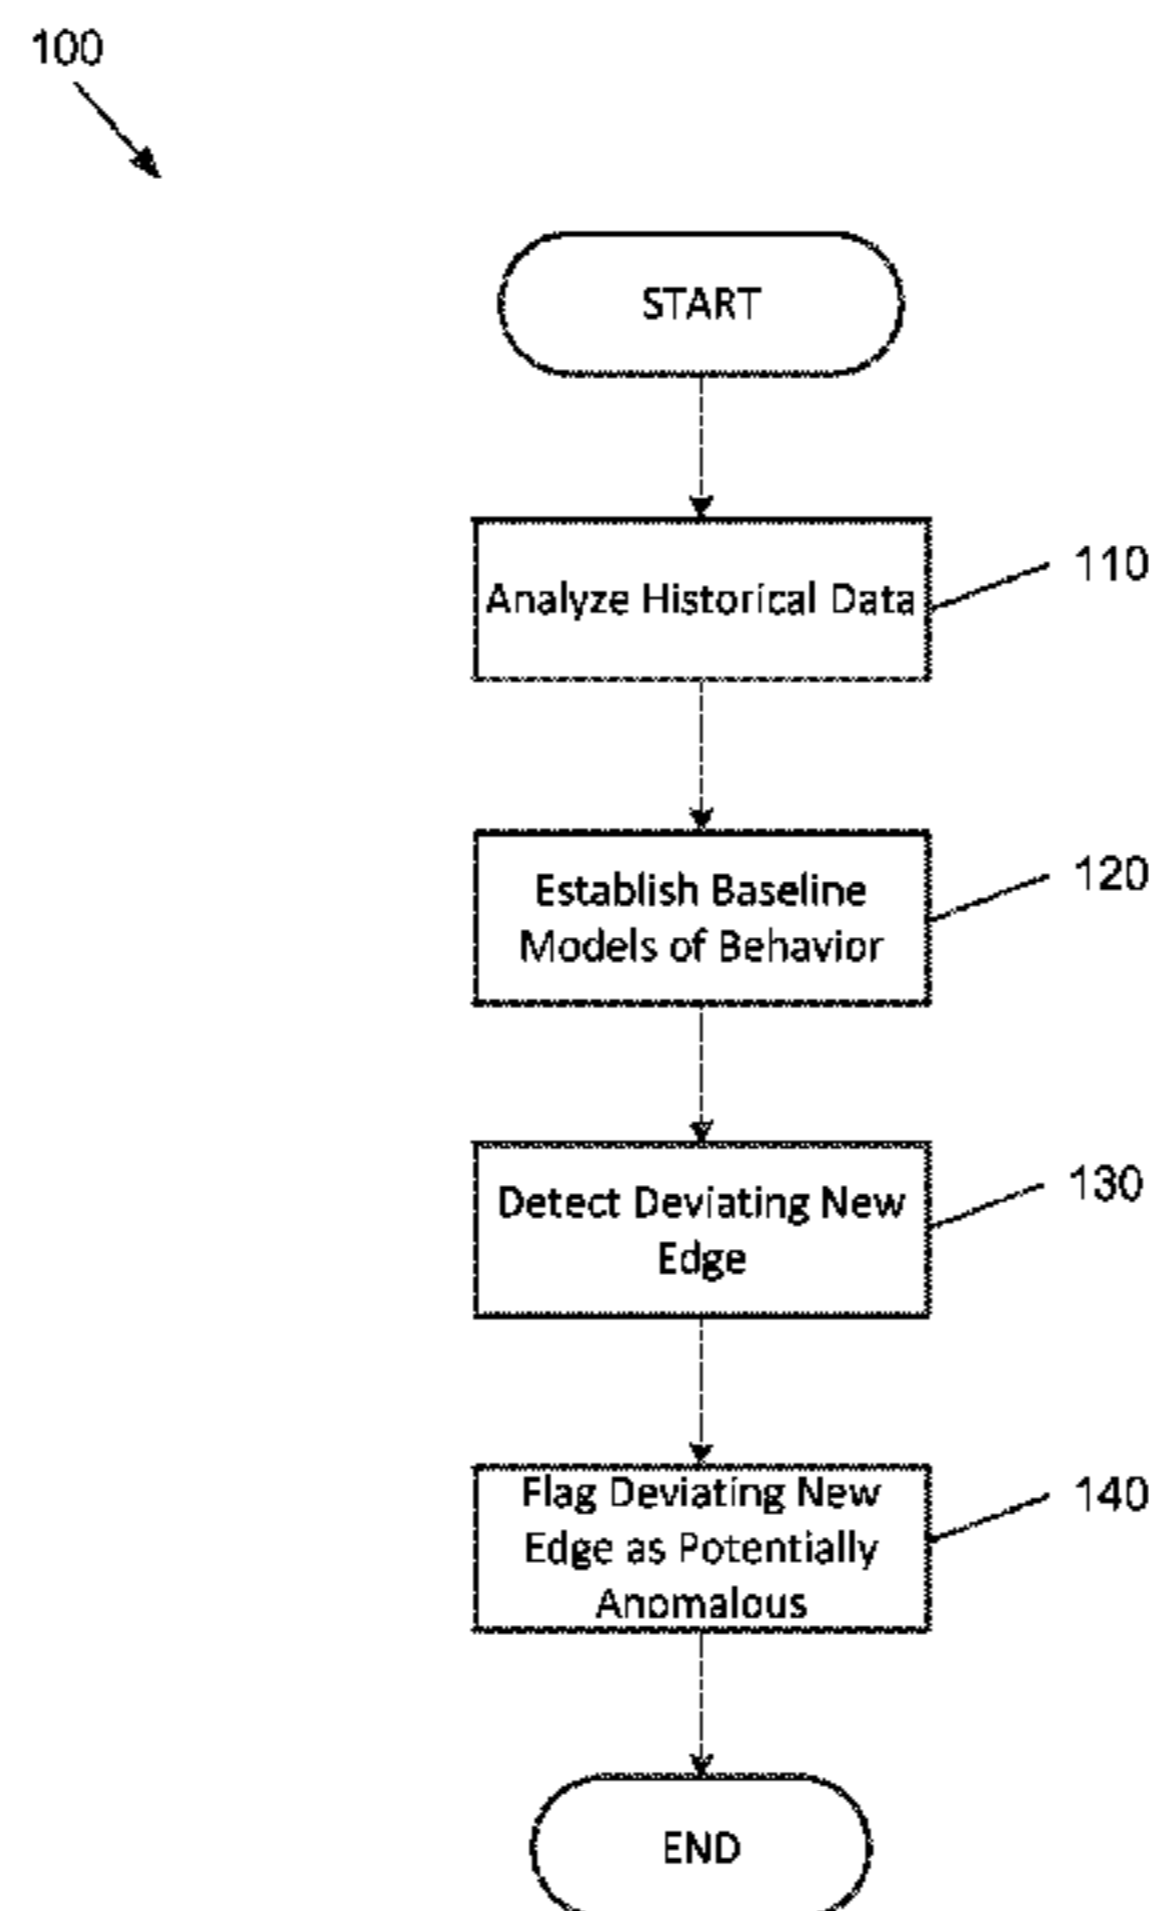 100
START
Analyze Historical Data
110
Establish Baseline
Models of Behavior
120
Detect Deviating New
Edge
130
Flag Deviating New
Edge as Potentially
Anomalous
140
END